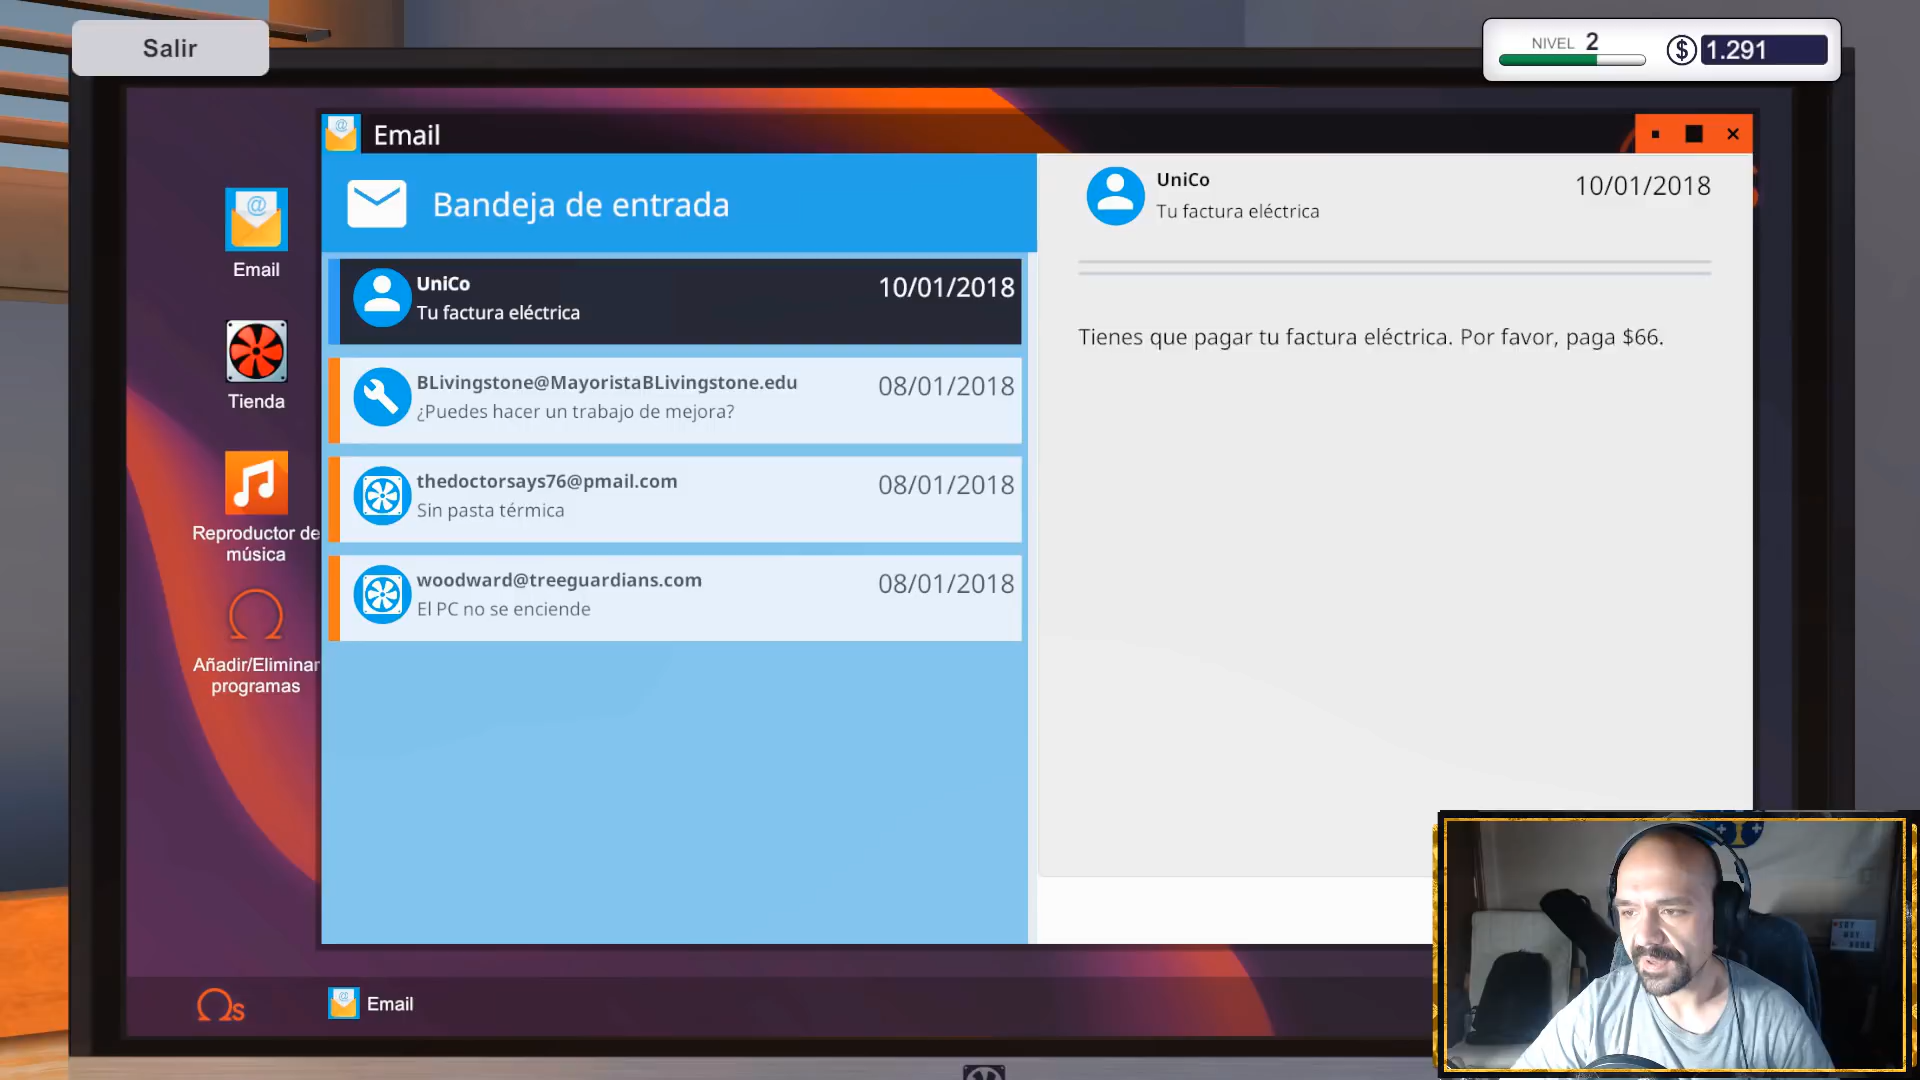 Salir
NIVEL 2
$ 1.291
Email
Bandeja de entrada
UniCo
10/01/2018
Tu factura eléctrica
BLivingstone@MayoristaBLivingstone.edu
08/01/2018
¿Puedes hacer un trabajo de mejora?
thedoctorsays76@pmail.com
08/01/2018
Sin pasta térmica
woodward@treeguardians.com
08/01/2018
El PC no se enciende
UniCo
10/01/2018
Tu factura eléctrica
Tienes que pagar tu factura eléctrica. Por favor, paga $66.
Email
Tienda
Reproductor de
música
Añadir/Eliminar
programas
Ωs
Email